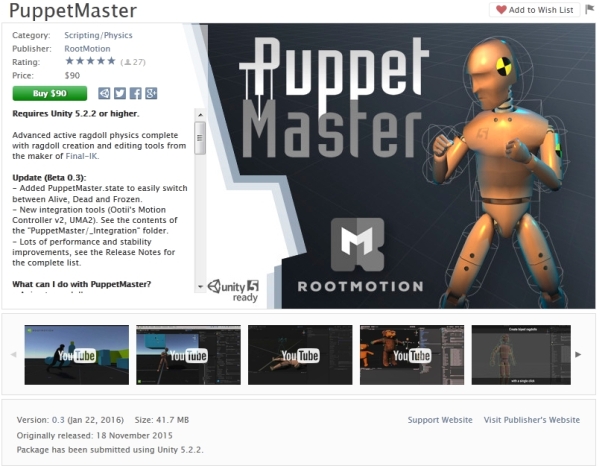 PuppetMaster
Add to Wish List
Category: Scripting/Physics
Publisher: RootMotion
Rating: (27)
Price: $90
Buy $90
Requires Unity 5.2.2 or higher.
Advanced active ragdoll physics complete
with ragdoll creation and editing tools from
the maker of Final-IK.
Update (Beta 0.3):
- Added PuppetMaster.state to easily switch
between Alive, Dead and Frozen.
- New integration tools (Ootii's Motion
Controller v2, UMA2). See the contents of
the "PuppetMaster/_Integration" folder.
- Lots of performance and stability
improvements, see the Release Notes for
the complete list.
What can I do with PuppetMaster?
Puppet
Master
unity 5
ready
ROOTMOTION
YouTube
YouTube
YouTube
YouTube
Create insant ragdolls
with a single click
Version: 0.3 (Jan 22, 2016) Size: 41.7 MB
Support Website Visit Publisher's Website
Originally released: 18 November 2015
Package has been submitted using Unity 5.2.2.